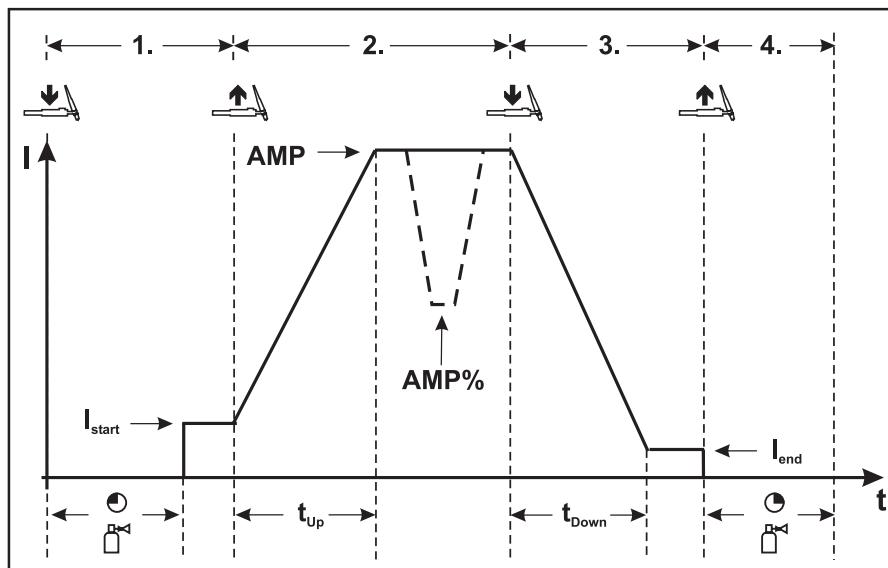 1. 2. 3. 4.
I
AMP
AMP%
Istart
Iend
t
tUp
tDown